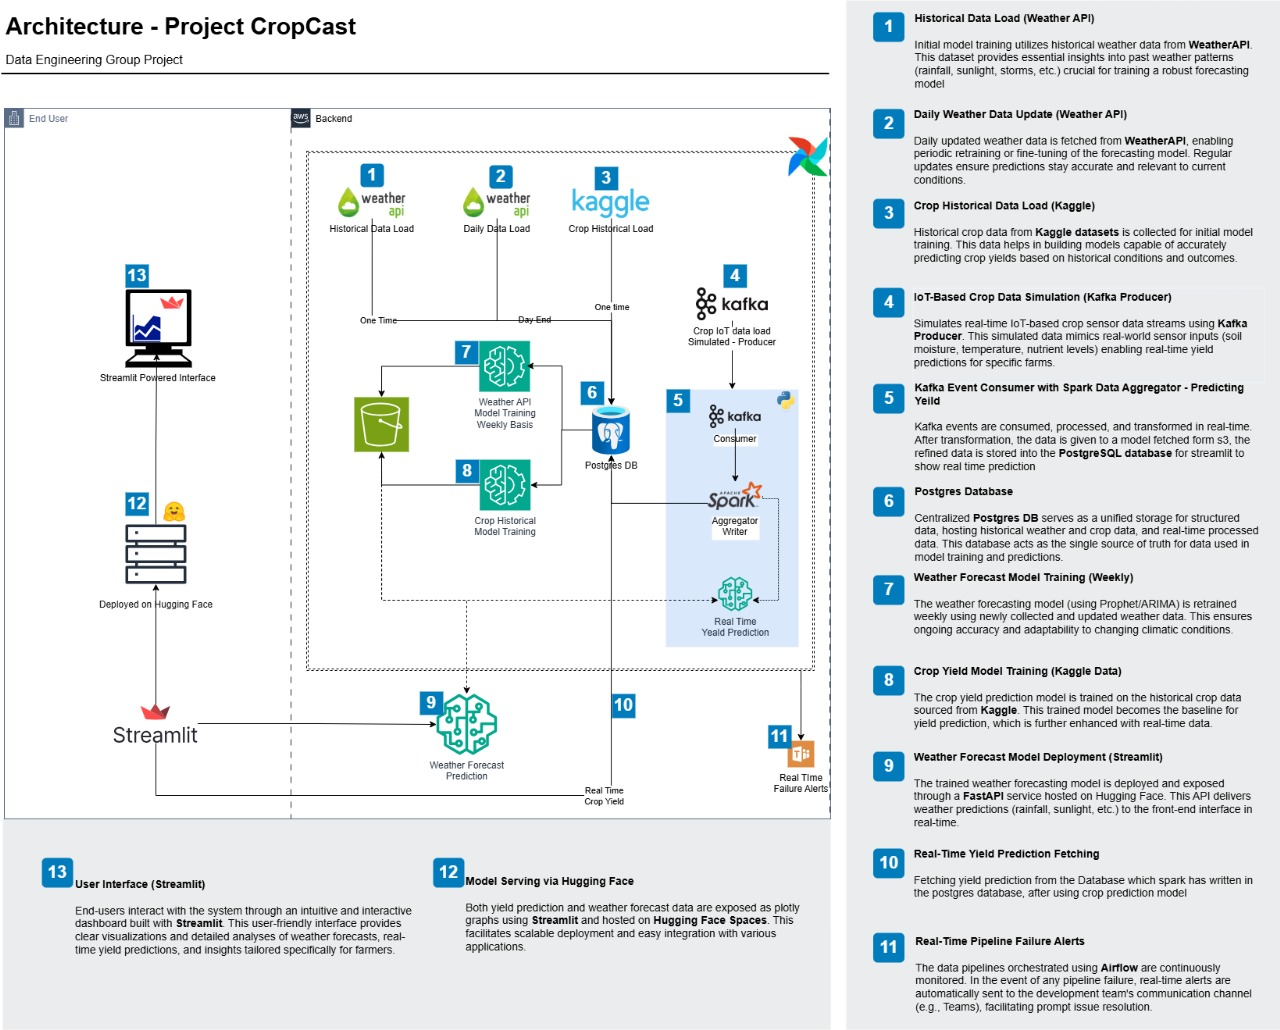 Architecture - Project CropCast
Data Engineering Group Project
End User
aws
Backend
1
2
3
weather
api
weather
api
kaggle
Historical Data Load
Daily Data Load
Crop Historical Load
13
4
kafka
One time
One Time
Day End
Crop IoT data load
Simulated - Producer
7
Streamlit Powered Interface
6
5
kafka
Weather API
Model Training
Weekly Basis
Consumer
8
Postgres DB
12
APACHE
Spark
Crop Historical
Model Training
Aggregator
Writer
Deployed on Hugging Face
Real Time
Yeald Prediction
9
10
Streamlit
11
T
Weather Forecast
Prediction
Real TIme
Failure Alerts
Real Time
Crop Yield
13
User Interface (Streamlit)
End-users interact with the system through an intuitive and interactive
dashboard built with Streamlit. This user-friendly interface provides
clear visualizations and detailed analyses of weather forecasts, real-
time yield predictions, and insights tailored specifically for farmers.
12
Model Serving via Hugging Face
Both yield prediction and weather forecast data are exposed as plotly
graphs using Streamlit and hosted on Hugging Face Spaces. This
facilitates scalable deployment and easy integration with various
applications.
1
Historical Data Load (Weather API)
Initial model training utilizes historical weather data from WeatherAPI.
This dataset provides essential insights into past weather patterns
(rainfall, sunlight, storms, etc.) crucial for training a robust forecasting
model
2
Daily Weather Data Update (Weather API)
Daily updated weather data is fetched from WeatherAPI, enabling
periodic retraining or fine-tuning of the forecasting model. Regular
updates ensure predictions stay accurate and relevant to current
conditions.
3
Crop Historical Data Load (Kaggle)
Historical crop data from Kaggle datasets is collected for initial model
training. This data helps in building models capable of accurately
predicting crop yields based on historical conditions and outcomes.
4
IoT-Based Crop Data Simulation (Kafka Producer)
Simulates real-time IoT-based crop sensor data streams using Kafka
Producer. This simulated data mimics real-world sensor inputs (soil
moisture, temperature, nutrient levels) enabling real-time yield
predictions for specific farms.
5
Kafka Event Consumer with Spark Data Aggregator - Predicting
Yeild
Kafka events are consumed, processed, and transformed in real-time.
After transformation, the data is given to a model fetched form s3, the
refined data is stored into the PostgreSQL database for streamlit to
show real time prediction
6
Postgres Database
Centralized Postgres DB serves as a unified storage for structured
data, hosting historical weather and crop data, and real-time processed
data. This database acts as the single source of truth for data used in
model training and predictions.
7
Weather Forecast Model Training (Weekly)
The weather forecasting model (using Prophet/ARIMA) is retrained
weekly using newly collected and updated weather data. This ensures
ongoing accuracy and adaptability to changing climatic conditions.
8
Crop Yield Model Training (Kaggle Data)
The crop yield prediction model is trained on the historical crop data
sourced from Kaggle. This trained model becomes the baseline for
yield prediction, which is further enhanced with real-time data.
9
Weather Forecast Model Deployment (Streamlit)
The trained weather forecasting model is deployed and exposed
through a FastAPI service hosted on Hugging Face. This API delivers
weather predictions (rainfall, sunlight, etc.) to the front-end interface in
real-time.
10
Real-Time Yield Prediction Fetching
Fetching yield prediction from the Database which spark has written in
the postgres database, after using crop prediction model
11
Real-Time Pipeline Failure Alerts
The data pipelines orchestrated using Airflow are continuously
monitored. In the event of any pipeline failure, real-time alerts are
automatically sent to the development team's communication channel
(e.g., Teams), facilitating prompt issue resolution.